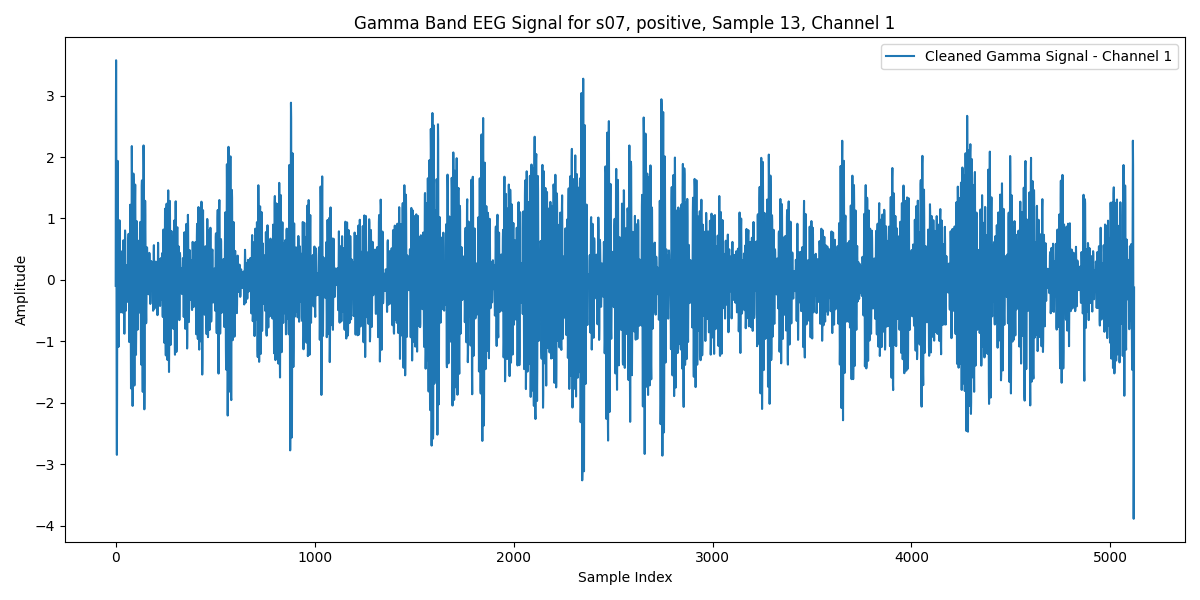 Gamma Band EEG Signal for s07, positive, Sample 13, Channel 1
Cleaned Gamma Signal - Channel 1
Amplitude
3
2
1
0
−1
−2
−3
−4
0 1000 2000 3000 4000 5000
Sample Index